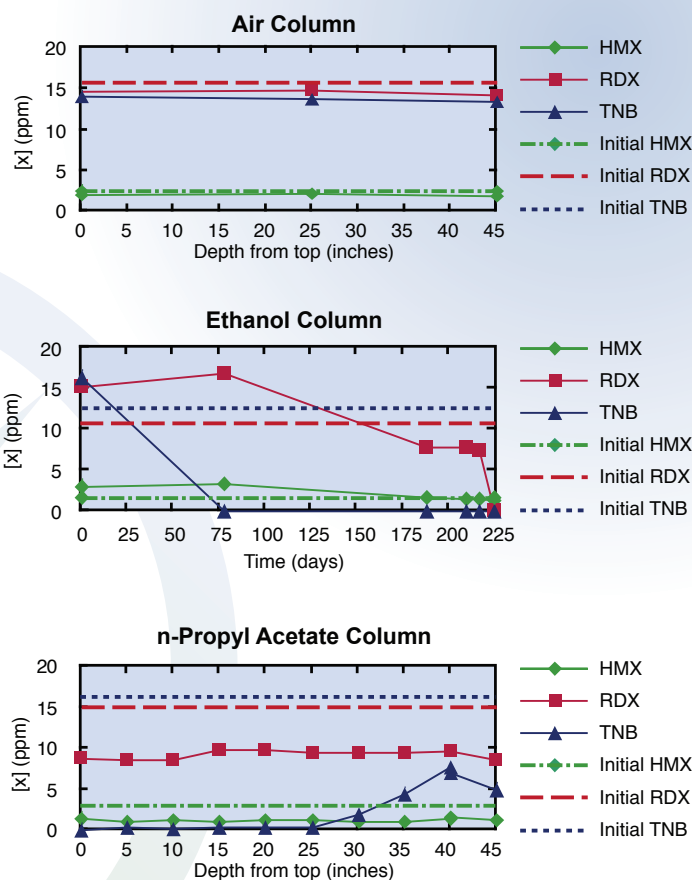 Air Column
20
15
10
5
0
[x] (ppm)
0 5 10 15 20 25 30 35 40 45
Depth from top (inches)
HMX
RDX
TNB
Initial HMX
Initial RDX
Initial TNB
Ethanol Column
20
15
10
5
0
[x] (ppm)
0 25 50 75 100 125 150 175 200 225
Time (days)
HMX
RDX
TNB
Initial HMX
Initial RDX
Initial TNB
n-Propyl Acetate Column
20
15
10
5
0
[x] (ppm)
0 5 10 15 20 25 30 35 40 45
Depth from top (inches)
HMX
RDX
TNB
Initial HMX
Initial RDX
Initial TNB